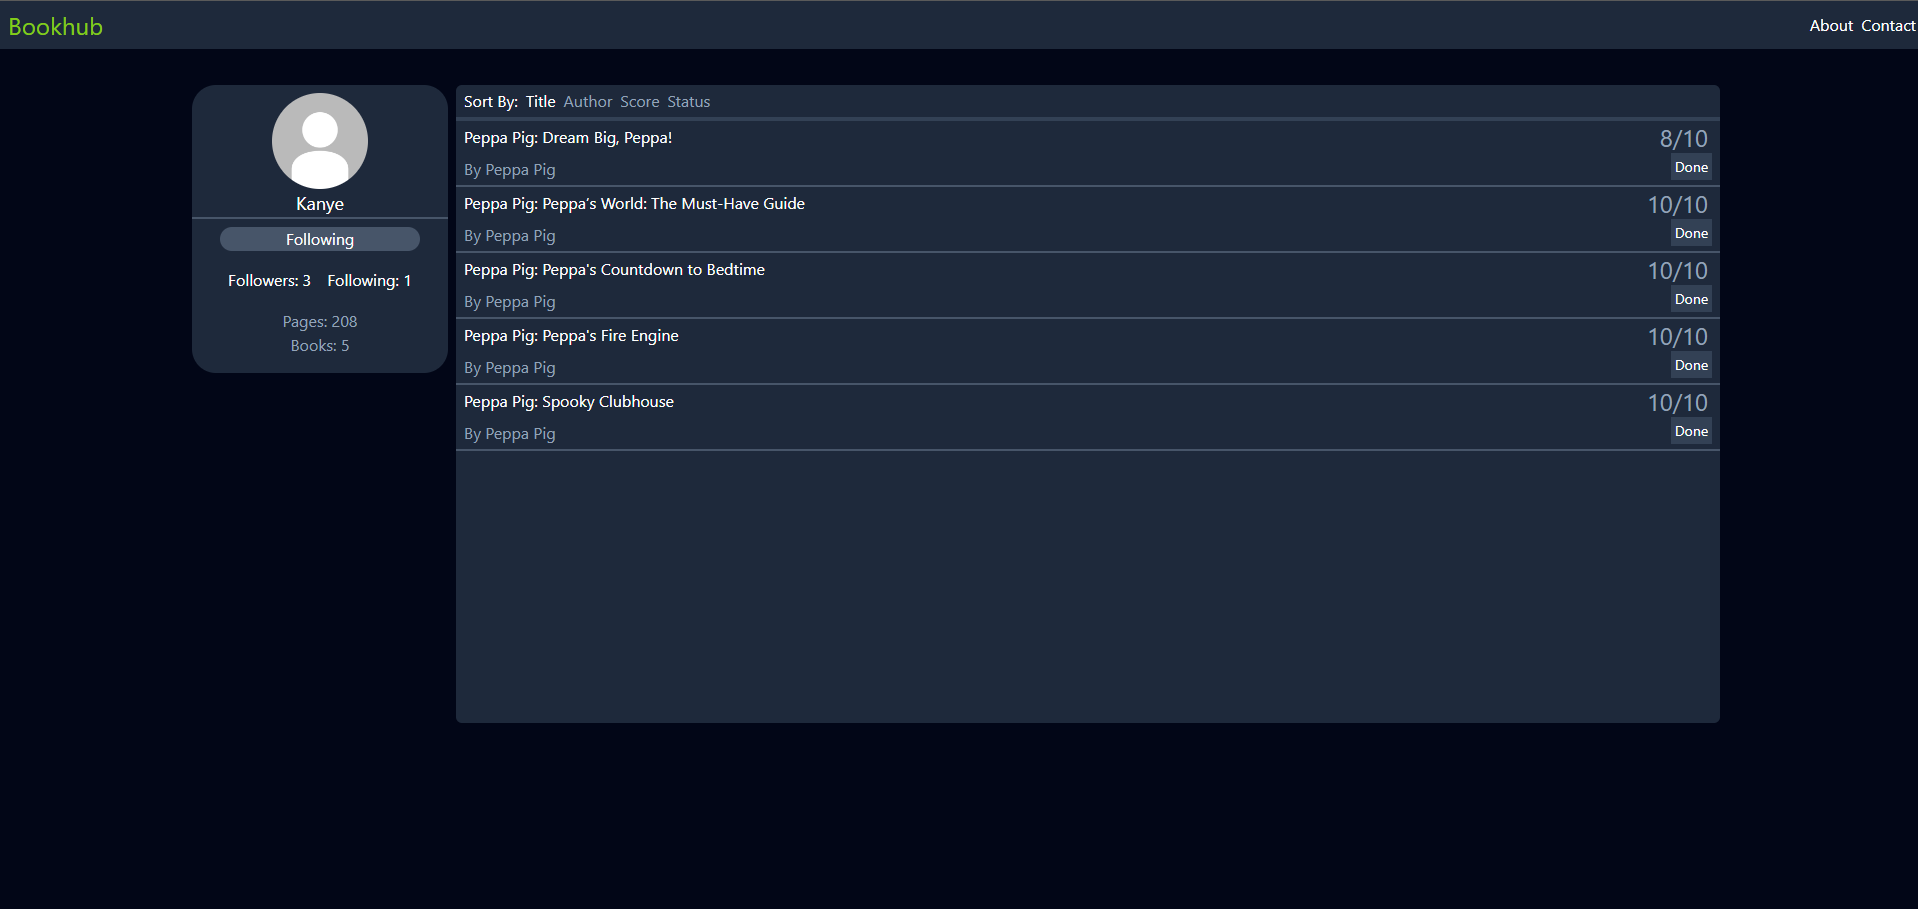 Bookhub
About Contact
Kanye
Following
Followers: 3 Following: 1
Pages: 208
Books: 5
Sort By: Title Author Score Status
Peppa Pig: Dream Big, Peppa!
8/10
By Peppa Pig
Done
Peppa Pig: Peppa’s World: The Must-Have Guide
10/10
By Peppa Pig
Done
Peppa Pig: Peppa's Countdown to Bedtime
10/10
By Peppa Pig
Done
Peppa Pig: Peppa's Fire Engine
10/10
By Peppa Pig
Done
Peppa Pig: Spooky Clubhouse
10/10
By Peppa Pig
Done